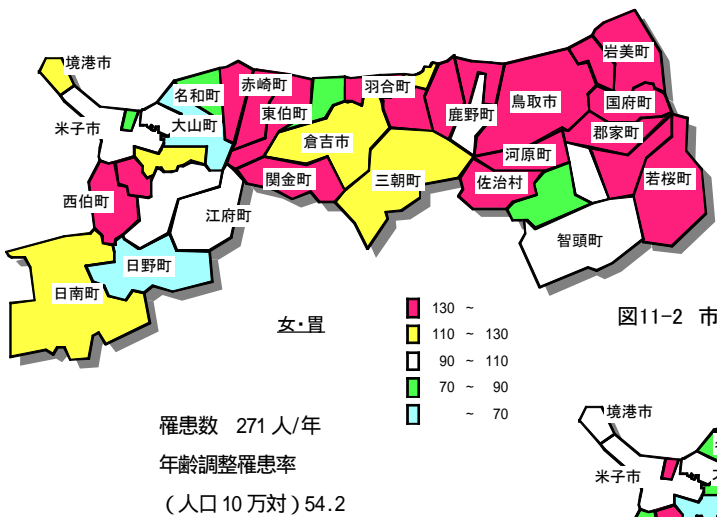 境港市
米子市
名和町
大山町
赤崎町
東伯町
羽合町
倉吉市
関金町
三朝町
鹿野町
鳥取市
岩美町
国府町
郡家町
河原町
佐治村
若桜町
智頭町
西伯町
江府町
日野町
日南町
女・胃
130 ～
110 ～ 130
90 ～ 110
70 ～ 90
～ 70
図11-2 市
罹患数 271 人/年
年齢調整罹患率
（人口 10 万対）54.2
境港市
米子市